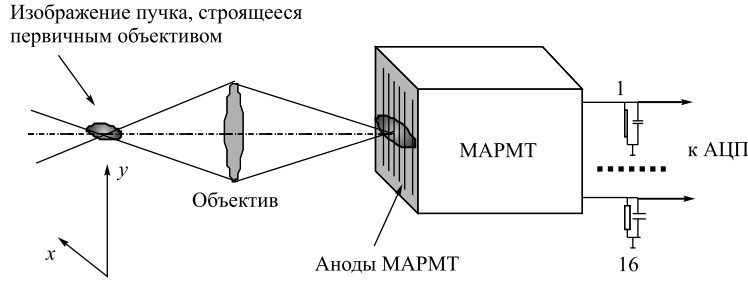 Изображение пучка, строящееся
первичным объективом
1
МАРМТ
к АЦП
y
Объектив
x
Аноды МАРМТ
16